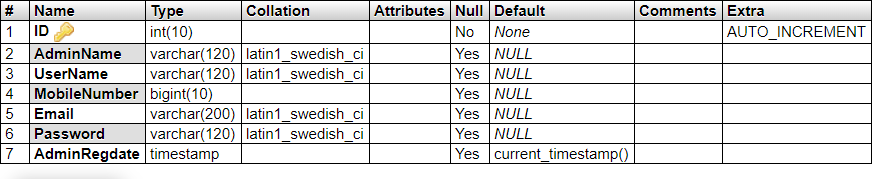 # Name Type Collation Attributes Null Default Comments Extra
1 ID int(10) No None AUTO_INCREMENT
2 AdminName varchar(120) latin1_swedish_ci Yes NULL
3 UserName varchar(120) latin1_swedish_ci Yes NULL
4 MobileNumber bigint(10) Yes NULL
5 Email varchar(200) latin1_swedish_ci Yes NULL
6 Password varchar(120) latin1_swedish_ci Yes NULL
7 AdminRegdate timestamp Yes current_timestamp()